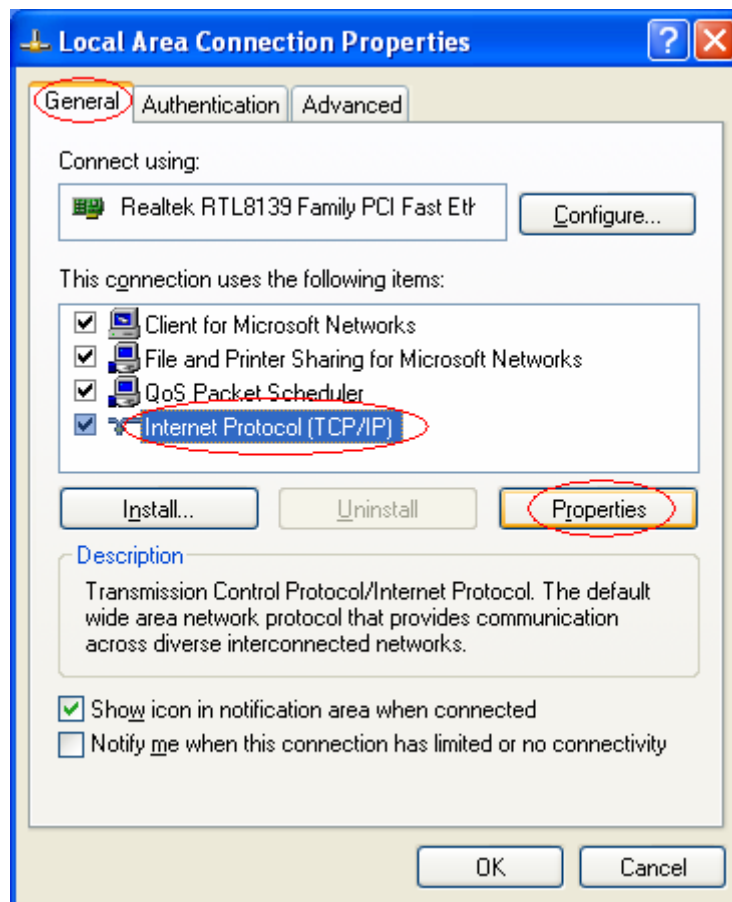 Local Area Connection Properties
General Authentication Advanced
Connect using:
Realtek RTL8139 Family PCI Fast Eth
Configure...
This connection uses the following items:
Client for Microsoft Networks
File and Printer Sharing for Microsoft Networks
QoS Packet Scheduler
Internet Protocol (TCP/IP)
Install... Uninstall Properties
Description
Transmission Control Protocol/Internet Protocol. The default
wide area network protocol that provides communication
across diverse interconnected networks.
Show icon in notification area when connected
Notify me when this connection has limited or no connectivity
OK Cancel